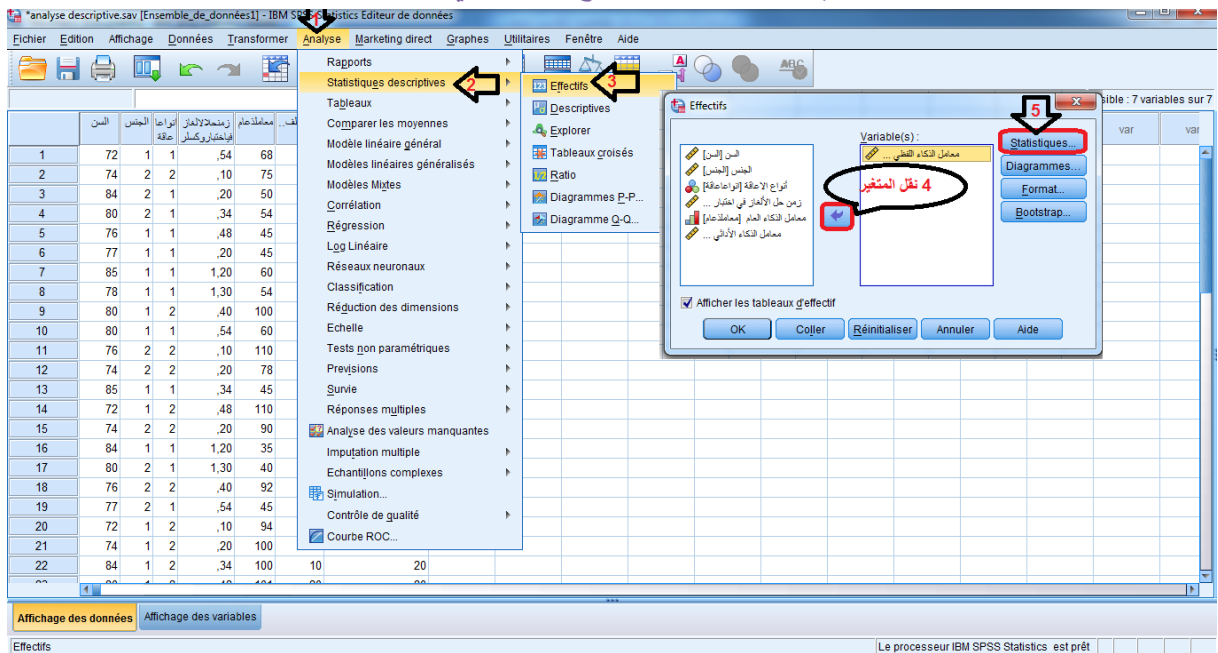 *analyse descriptive.sav [Ensemble_de_données1] - IBM SPSS Statistics Editeur de données
1
Fichier Edition Affichage Données Transformer Analyse Marketing direct Graphes Utilitaires Fenêtre Aide
Rapports
Statistiques descriptives 2
Tableaux
Comparer les moyennes
Modèle linéaire général
Modèles linéaires généralisés
Modèles Mixtes
Corrélation
Régression
Log Linéaire
Réseaux neuronaux
Classification
Réduction des dimensions
Echelle
Tests non paramétriques
Prévisions
Survie
Réponses multiples
Analyse des valeurs manquantes
Imputation multiple
Echantillons complexes
Simulation...
Contrôle de qualité
Courbe ROC...
Effectifs 3
Descriptives
Explorer
Tableaux croisés
Ratio
Diagrammes P-P...
Diagramme Q-Q...
Effectifs
5
Variable(s) :
السن [السن]
الجنس [الجنس]
أنواع الاعاقة [انواعاعاقة]
زمن حل الألغاز في اختبار ...
معامل الذكاء العام [معاملذعام]
معامل الذكاء الأدائي ...
معامل الذكاء اللفظي ...
4 نقل المتغير
Statistiques...
Diagrammes...
Format...
Bootstrap...
Afficher les tableaux d'effectif
OK Coller Réinitialiser Annuler Aide
sible : 7 variables sur 7
var var
السن الجنس انواعا عاقة زمنحلالالغاز فياختباروكسلر معاملذعام
1 72 1 1 ,54 68
2 74 2 2 ,10 75
3 84 2 1 ,20 50
4 80 2 1 ,34 54
5 76 1 1 ,48 45
6 77 1 1 ,20 45
7 85 1 1 1,20 60
8 78 1 1 1,30 54
9 80 1 2 ,40 100
10 80 1 1 ,54 60
11 76 2 2 ,10 110
12 74 2 2 ,20 78
13 85 1 1 ,34 45
14 72 1 2 ,48 110
15 74 2 2 ,20 90
16 84 1 1 1,20 35
17 80 2 1 1,30 40
18 76 2 2 ,40 92
19 77 2 1 ,54 45
20 72 1 2 ,10 94
21 74 1 2 ,20 100
22 84 1 2 ,34 100 10 20
Affichage des données Affichage des variables
Effectifs
Le processeur IBM SPSS Statistics est prêt